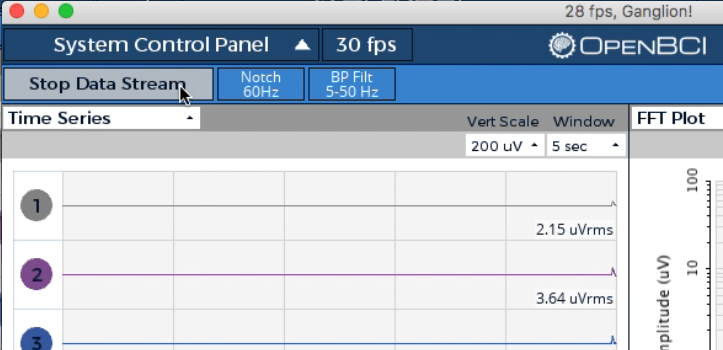 28 fps, Ganglion!
System Control Panel
30 fps
OPENBCI
Stop Data Stream
Notch
60Hz
BP Filt
5-50 Hz
Time Series
Vert Scale
Window
FFT Plot
200 uV
5 sec
1
2.15 uVrms
2
3.64 uVrms
3
100
10
mplitude (uV)